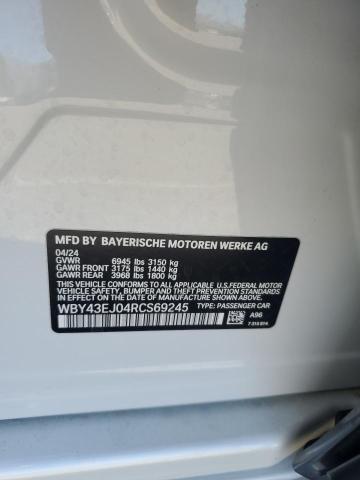 MFD BY BAYERISCHE MOTOREN WERKE AG
04/24
GVWR 6945 lbs 3150 kg
GAWR FRONT 3175 lbs 1440 kg
GAWR REAR 3968 lbs 1800 kg
THIS VEHICLE CONFORMS TO ALL APPLICABLE U.S. FEDERAL MOTOR
VEHICLE SAFETY, BUMPER, AND THEFT PREVENTION STANDARDS
IN EFFECT ON THE DATE OF MANUFACTURE SHOWN ABOVE.
WBY43EJ04RCS69245 TYPE: PASSENGER CAR
A96